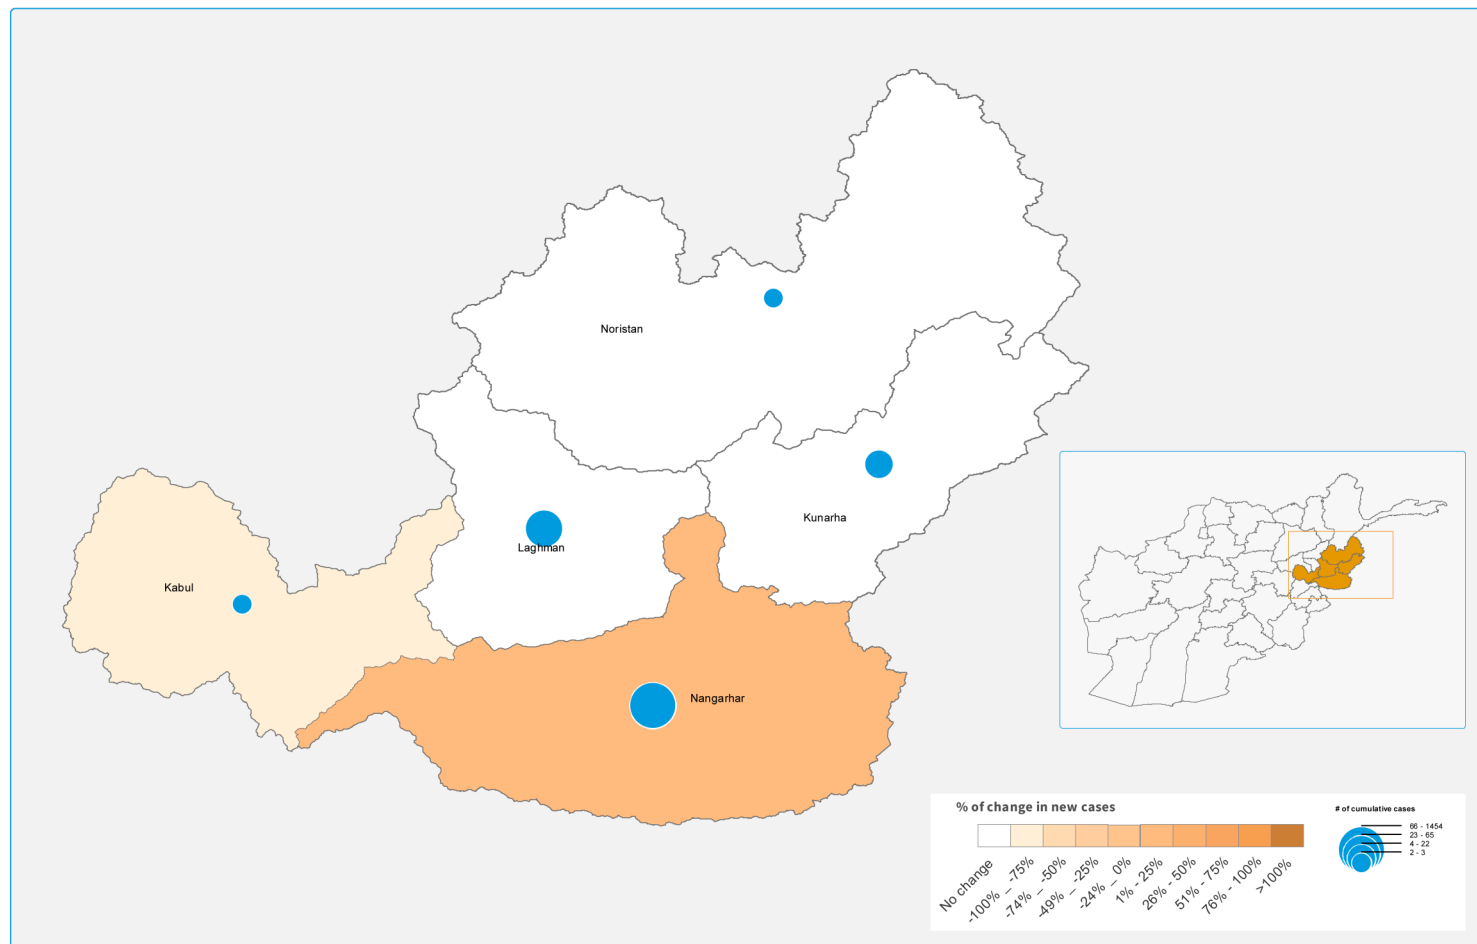 Noristan
Kunarha
Laghman
Kabul
Nangarhar
% of change in new cases
No change
-100% – -75%
-74% – -50%
-49% – -25%
-24% – 0%
1% - 25%
26% - 50%
51% - 75%
76% - 100%
>100%
# of cumulative cases
66 - 1454
23 - 65
4 - 22
2 - 3